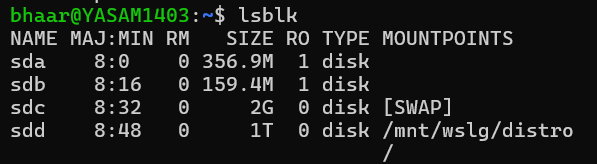 bhaar@YASAM1403:~$ lsblk
NAME MAJ:MIN RM   SIZE RO TYPE MOUNTPOINTS
sda    8:0    0 356.9M  1 disk
sdb    8:16   0 159.4M  1 disk
sdc    8:32   0     2G  0 disk [SWAP]
sdd    8:48   0     1T  0 disk /mnt/wslg/distro
                               /